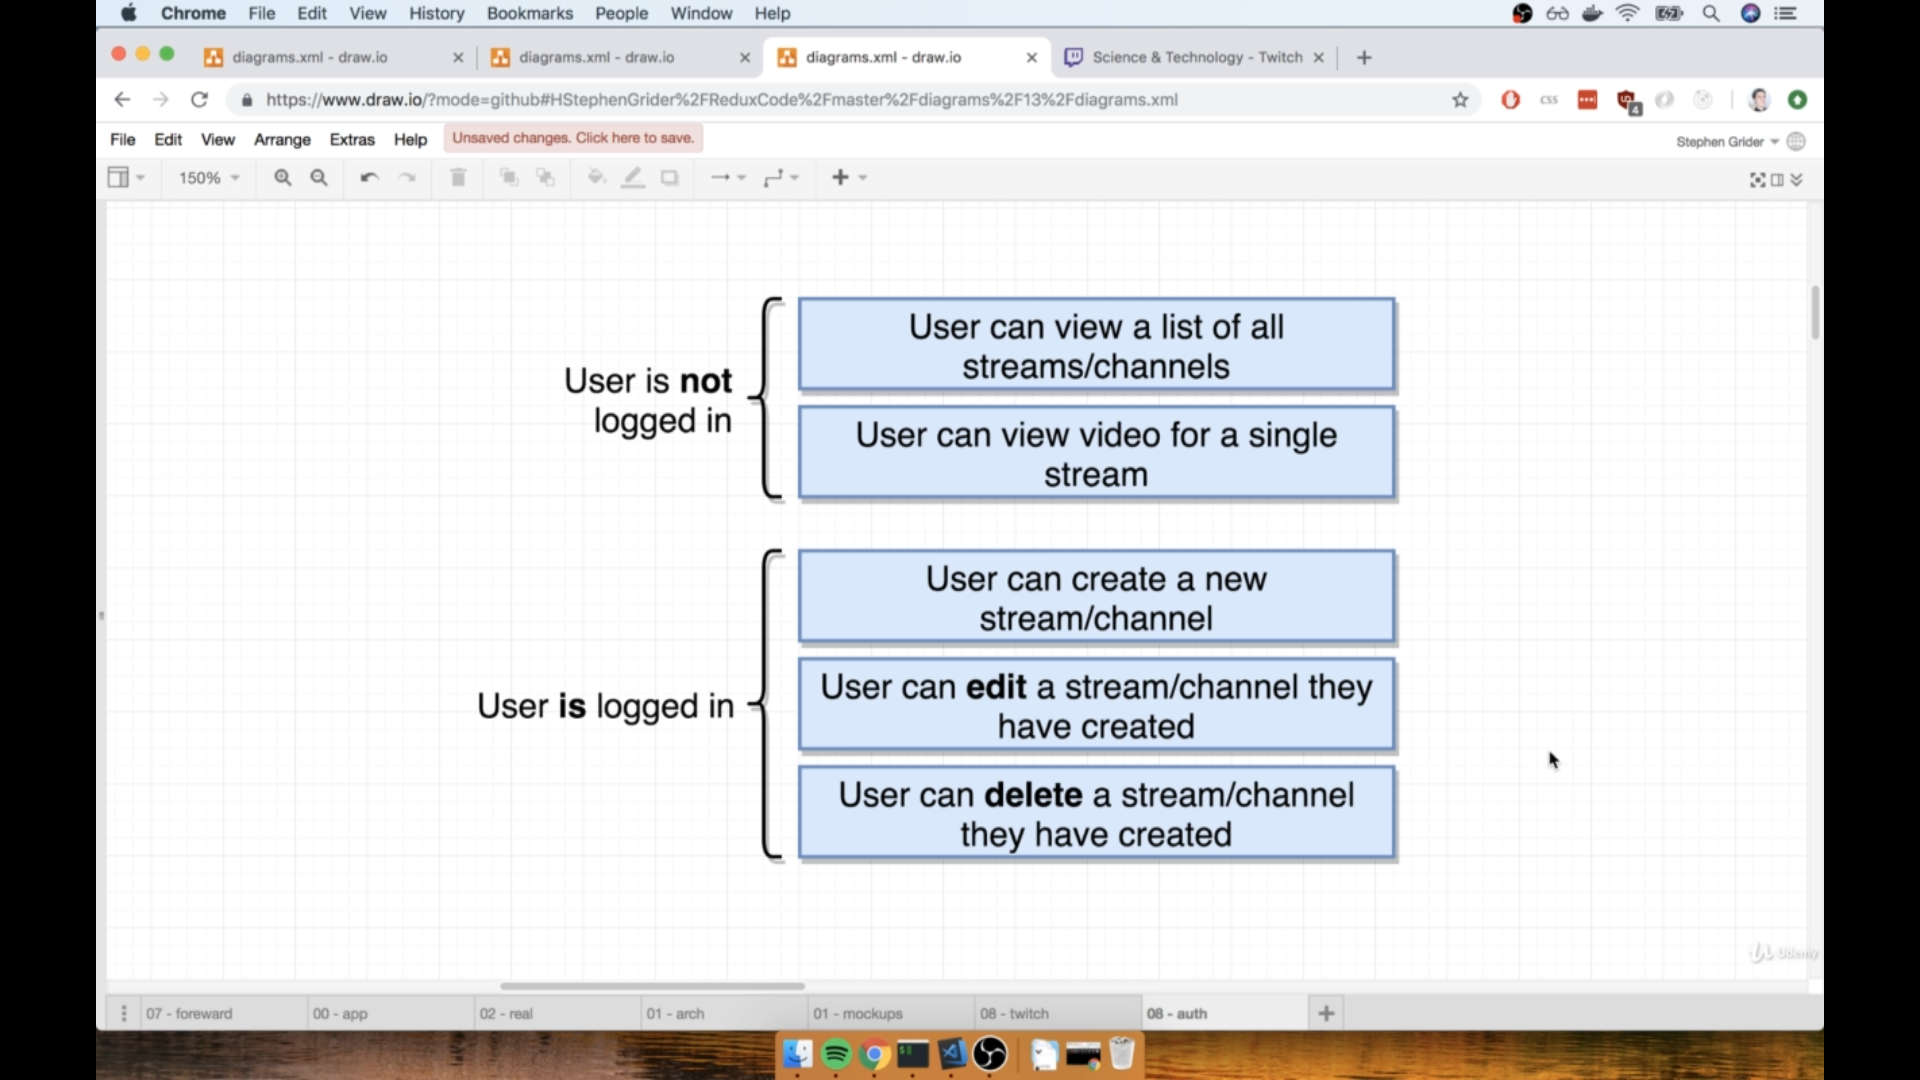 Chrome File Edit View History Bookmarks People Window Help
diagrams.xml - draw.io diagrams.xml - draw.io diagrams.xml - draw.io Science & Technology - Twitch
https://www.draw.io/?mode=github#HStephenGrider%2FReduxCode%2Fmaster%2Fdiagrams%2F13%2Fdiagrams.xml
CSS
4
File Edit View Arrange Extras Help Unsaved changes. Click here to save.
Stephen Grider
150%
User is not
logged in
User can view a list of all
streams/channels
User can view video for a single
stream
User is logged in
User can create a new
stream/channel
User can edit a stream/channel they
have created
User can delete a stream/channel
they have created
Udemy
07 - foreward 00 - app 02 - real 01 - arch 01 - mockups 08 - twitch 08 - auth